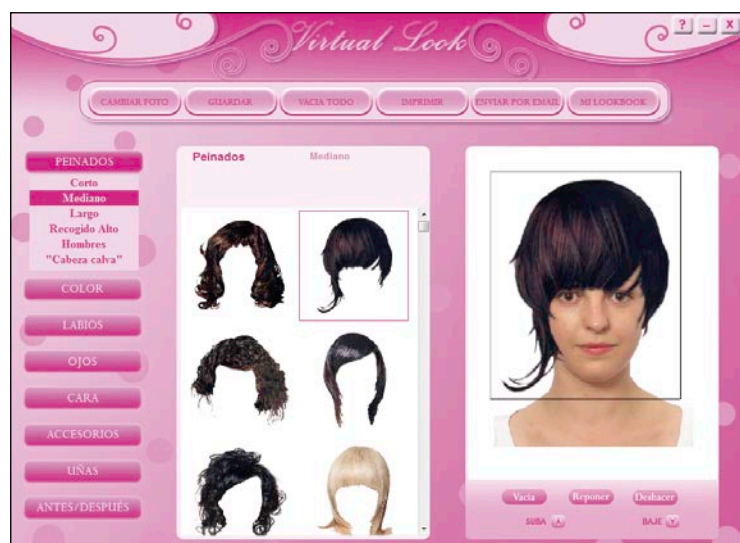 Virtual Look
? – X
CAMBIAR FOTO
GUARDAR
VACIA TODO
IMPRIMIR
ENVIAR POR EMAIL
MI LOOKBOOK
PEINADOS
Corto
Mediano
Largo
Recogido Alto
Hombres
"Cabeza calva"
COLOR
LABIOS
OJOS
CARA
ACCESORIOS
UÑAS
ANTES/DESPUÉS
Peinados Mediano
Vacía Reponer Deshacer
SUBA BAJE